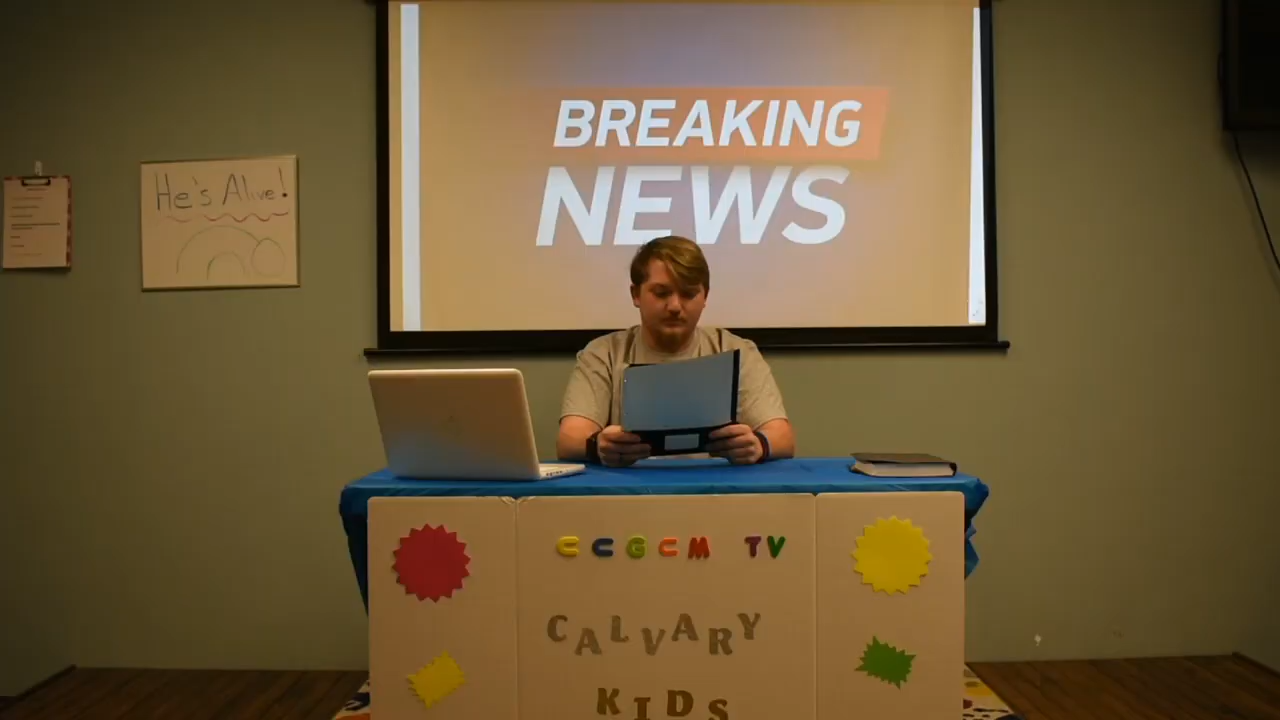 BREAKING
NEWS
He's Alive!
CCGCM TV
CALVARY
KIDS